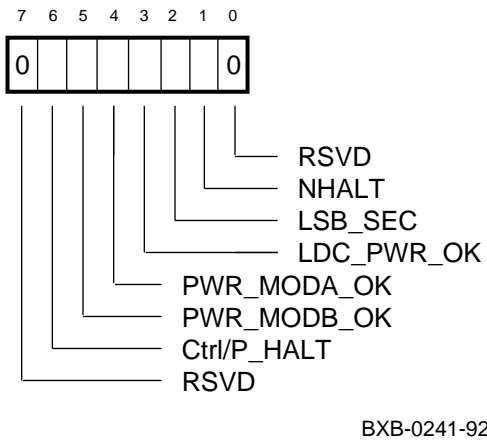 7 6 5 4 3 2 1 0
0 0
RSVD
NHALT
LSB_SEC
LDC_PWR_OK
PWR_MODA_OK
PWR_MODB_OK
Ctrl/P_HALT
RSVD
BXB-0241-92